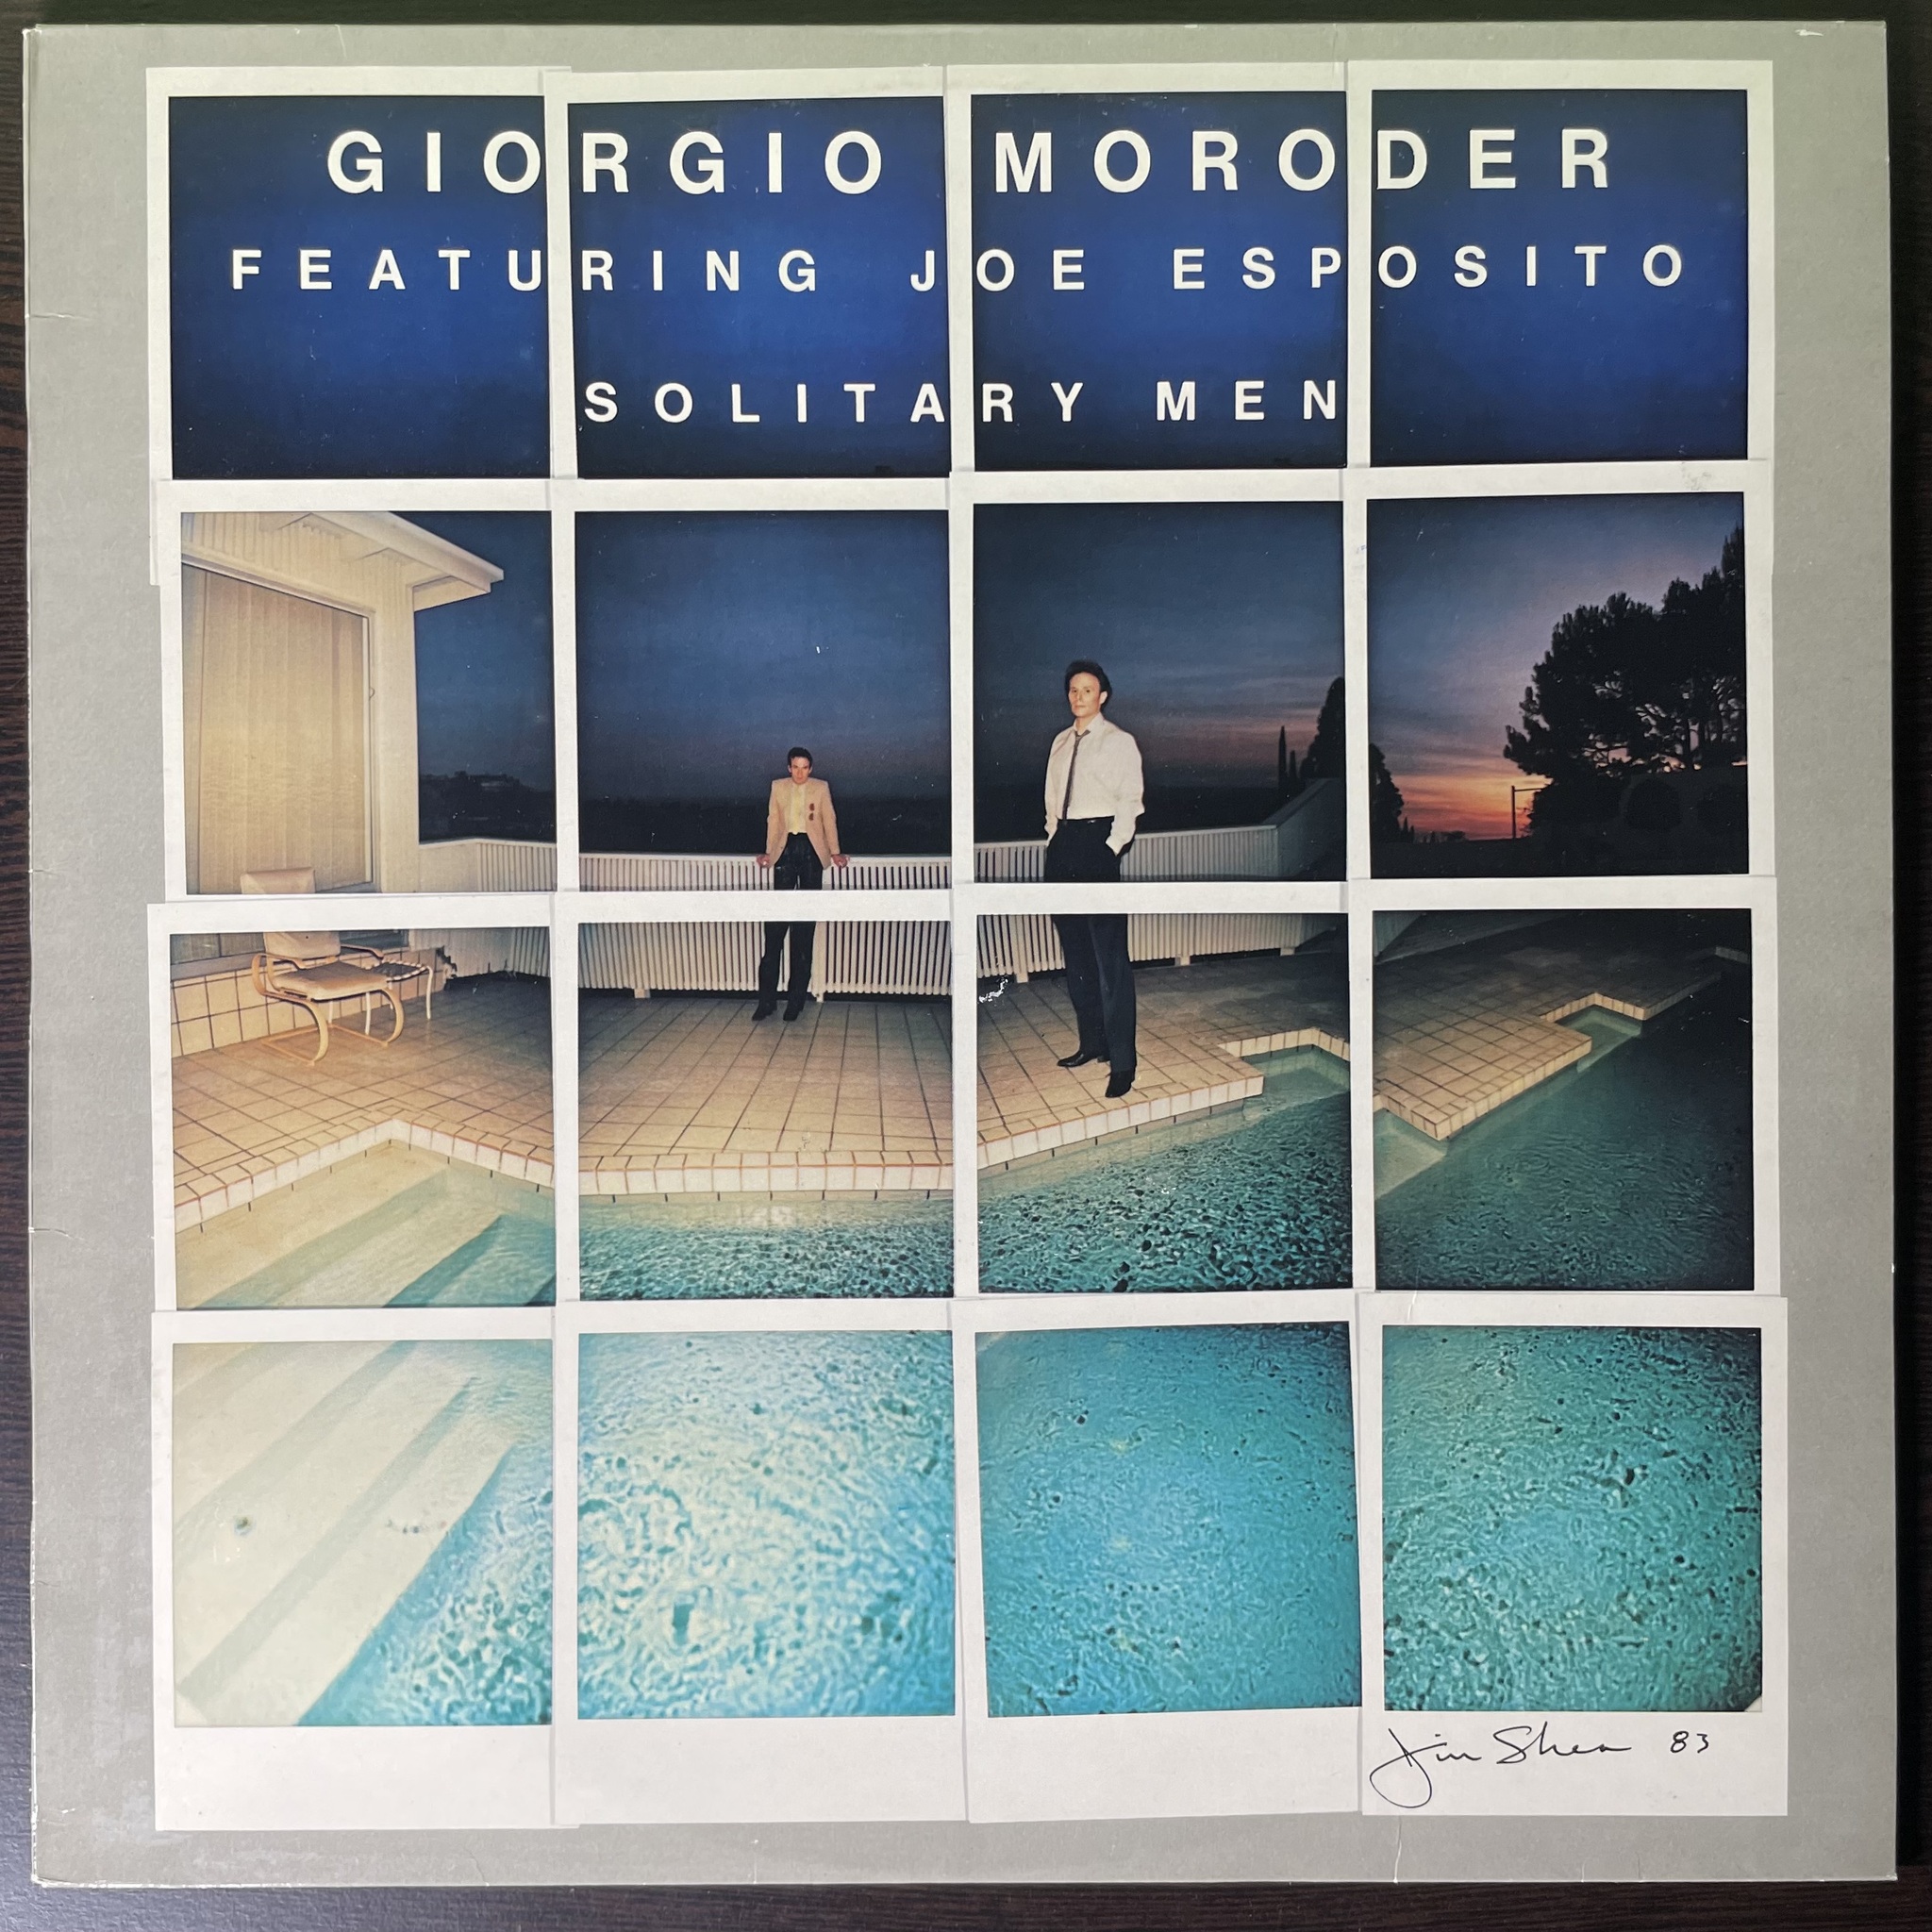 GIORGIO MORODER
FEATURING JOE ESPOSITO
SOLITARY MEN
Jim Shea 83